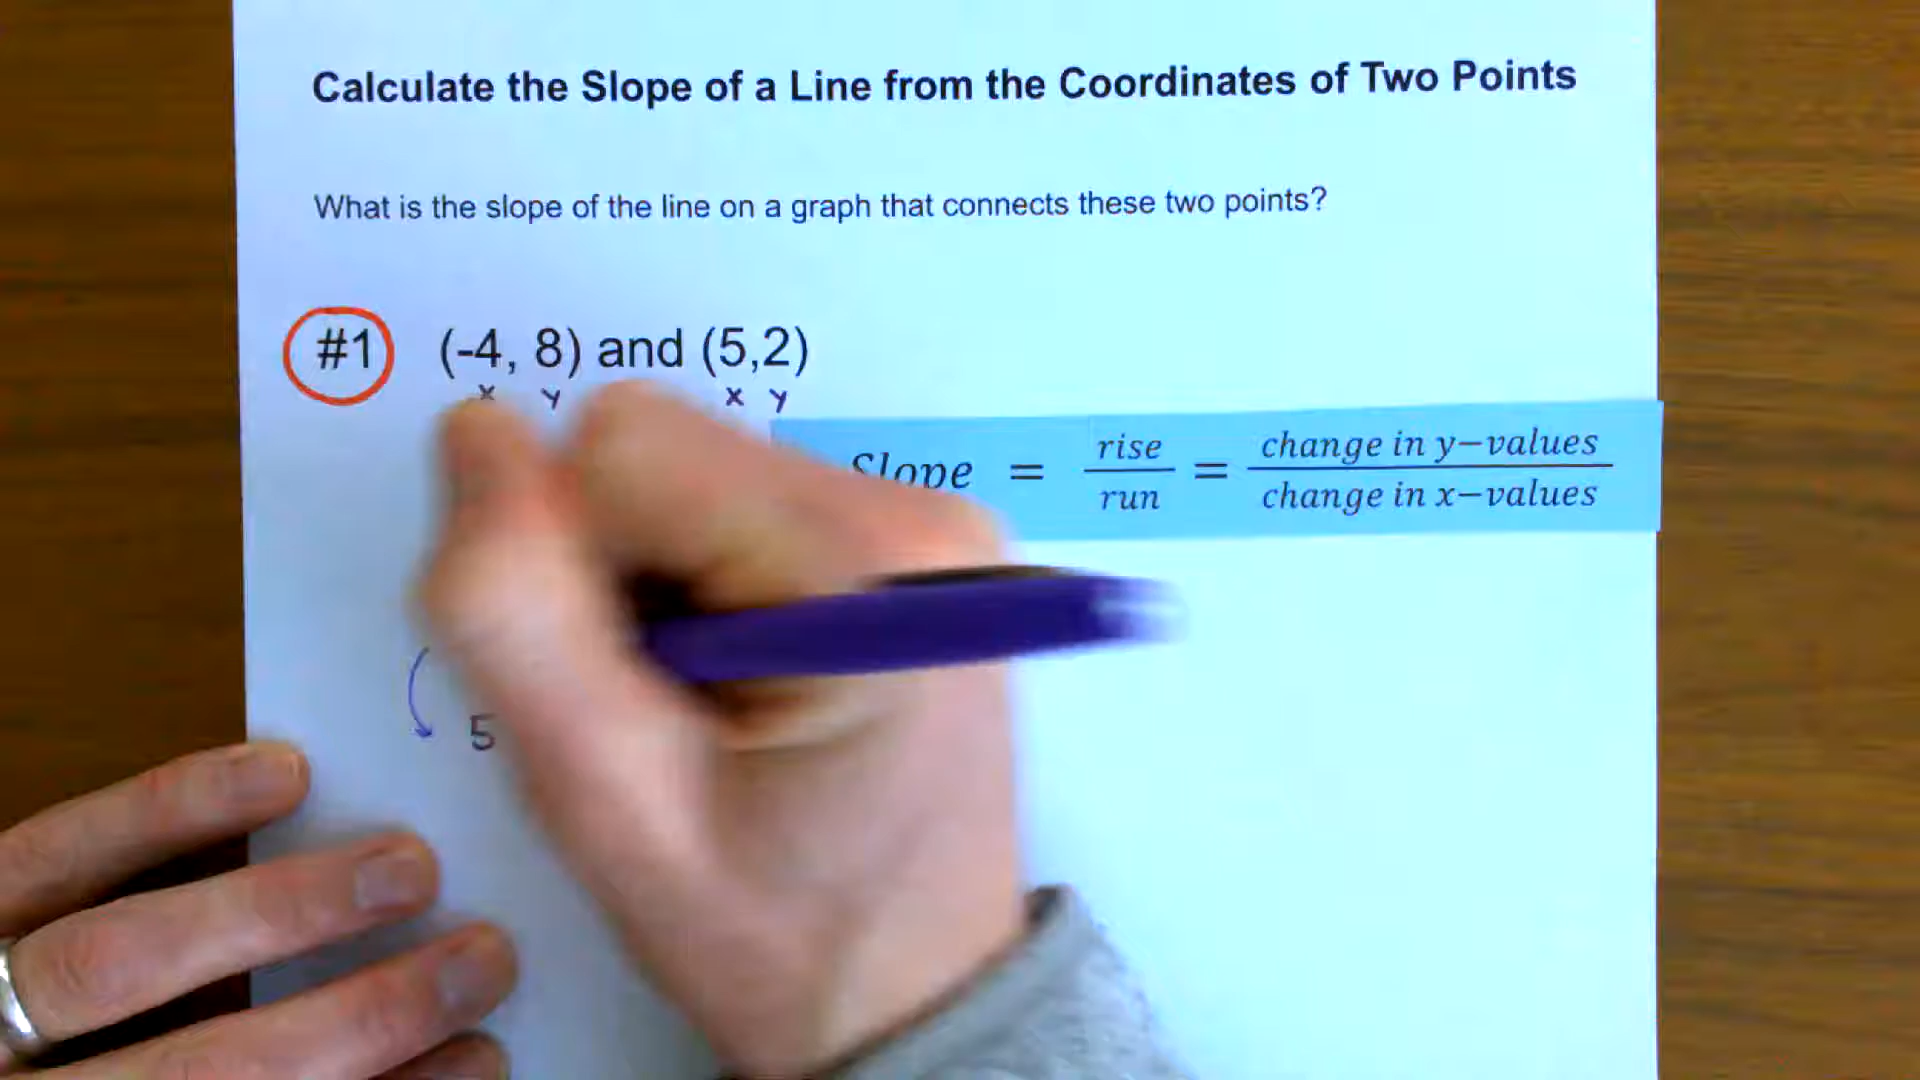 Calculate the Slope of a Line from the Coordinates of Two Points
What is the slope of the line on a graph that connects these two points?
#1 (-4, 8) and (5,2)
x y x y
Slope = rise/run = change in y−values/change in x−values
5